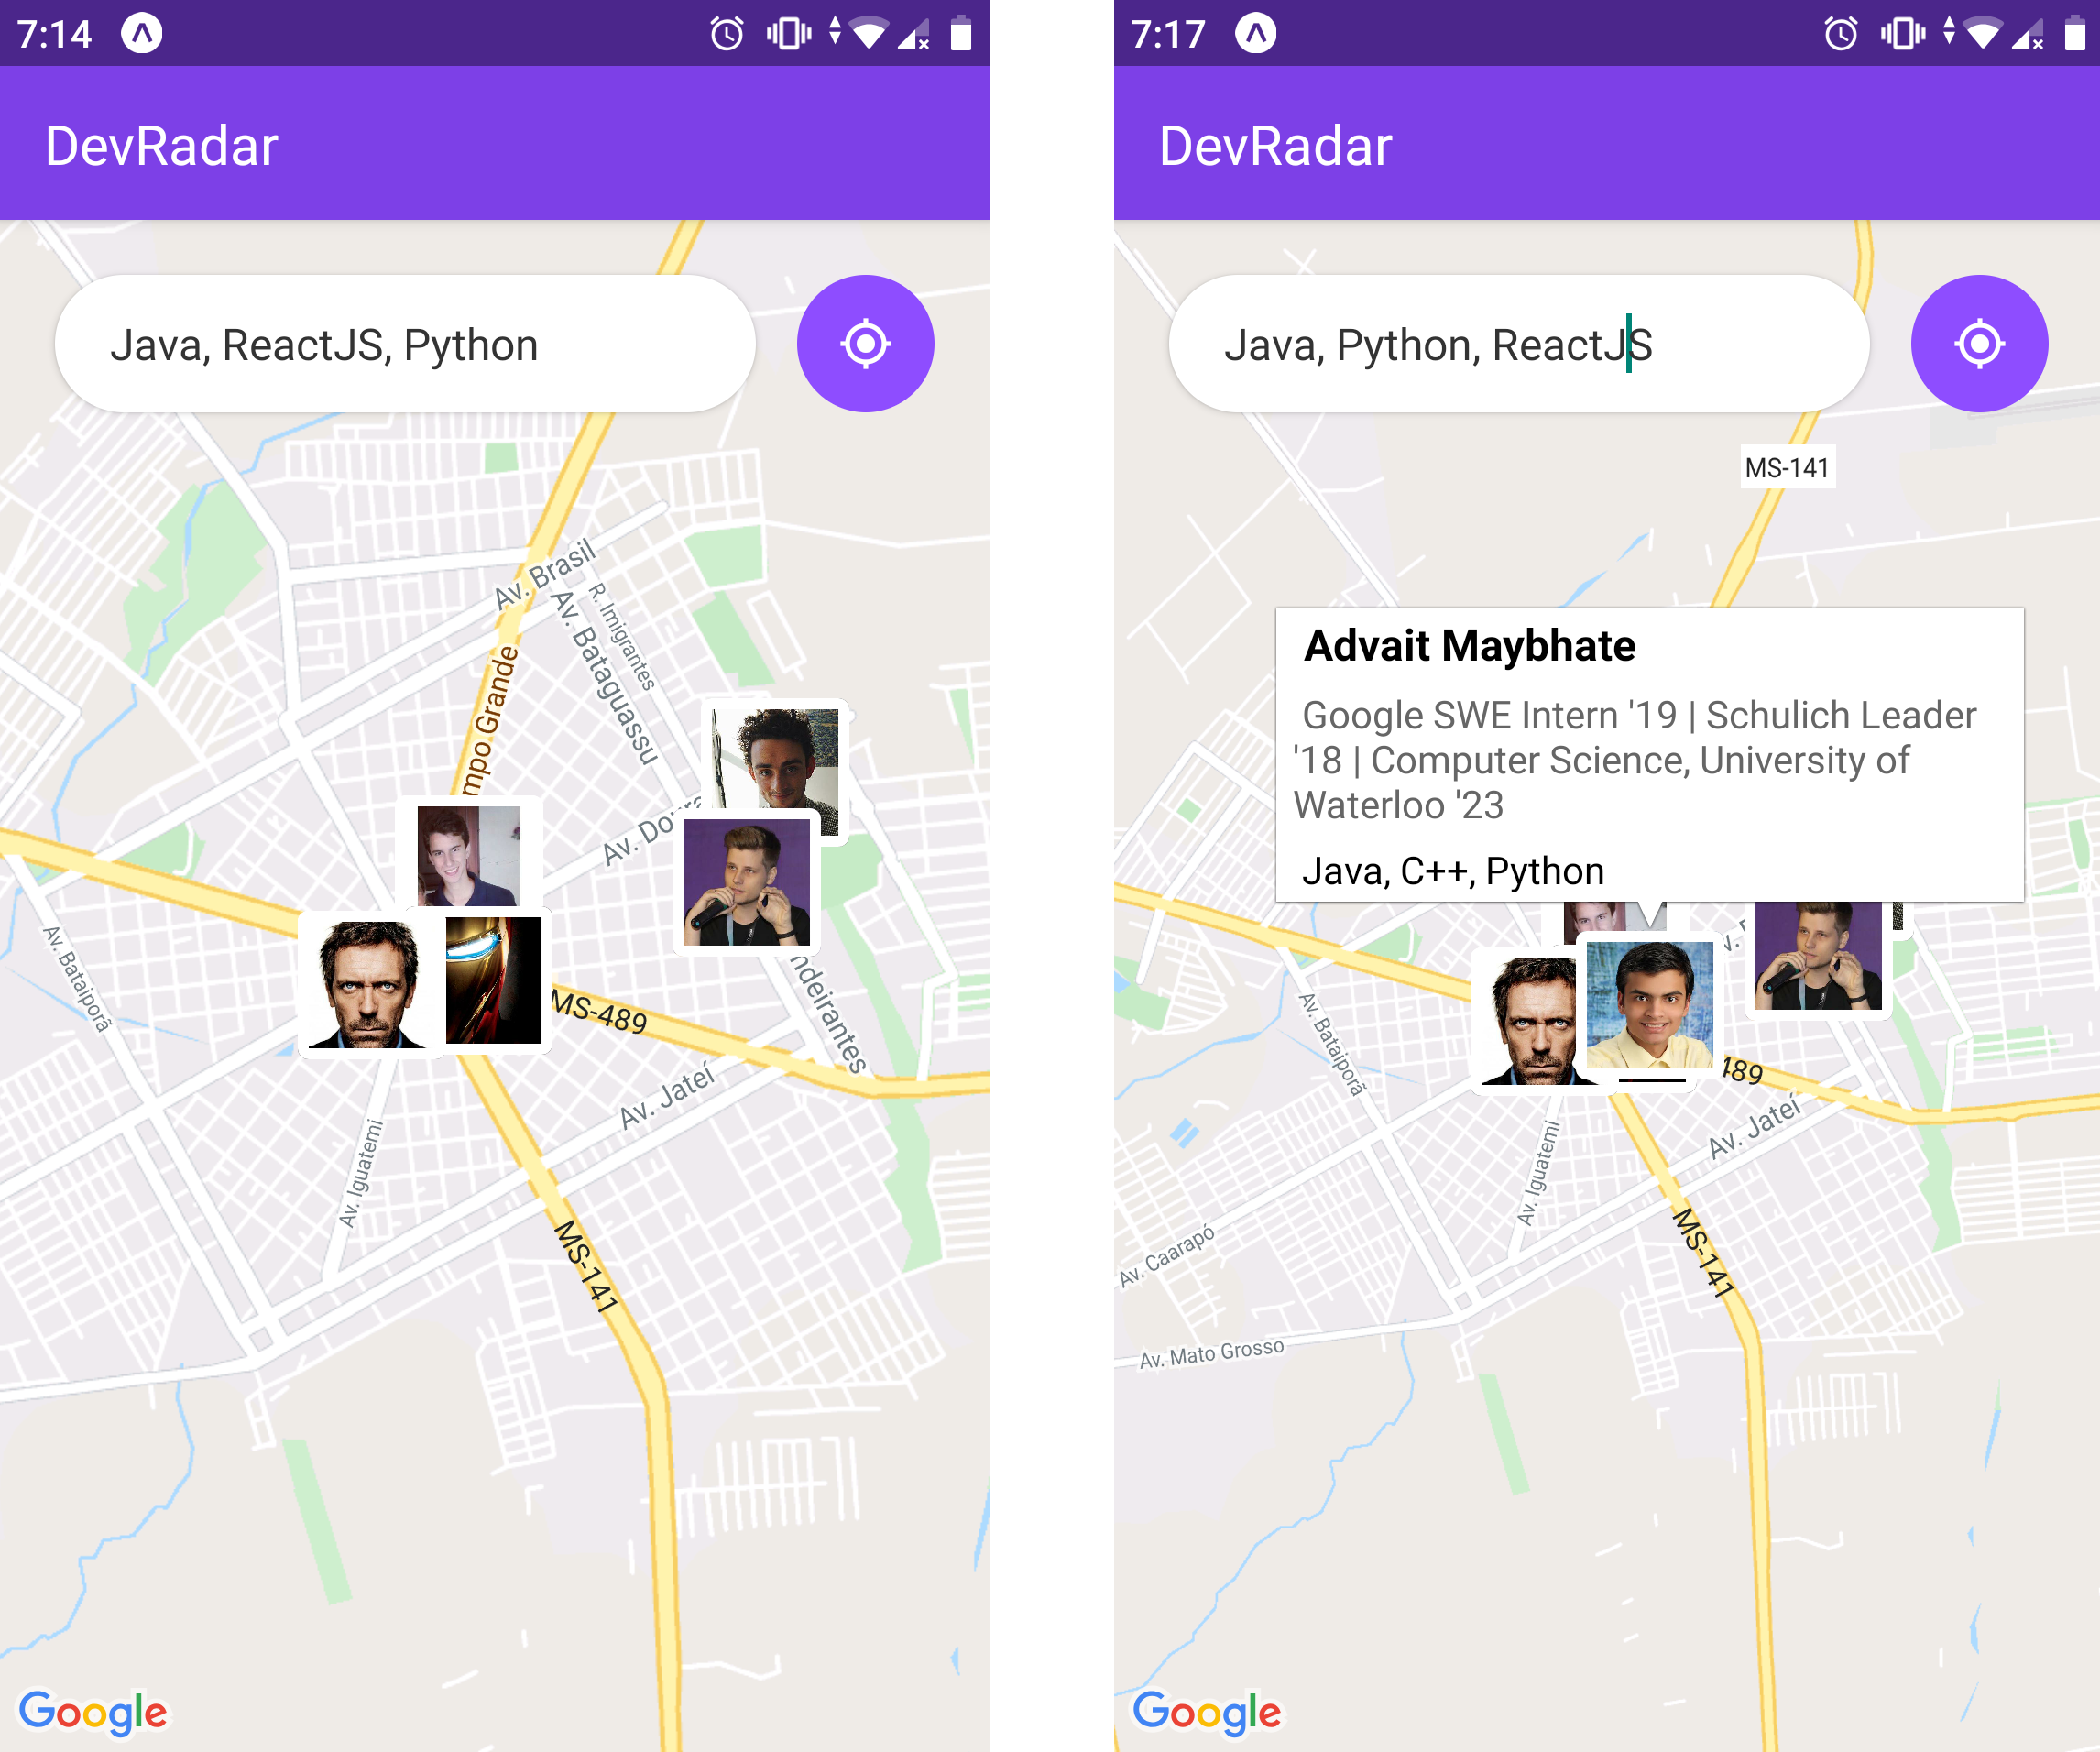 7:14
DevRadar
Java, ReactJS, Python
Av. Brasil
R. Imigrantes
Av. Bataguassu
mpo Grande
Av. Do
Av. Bataiporã
MS-489
ndeirantes
Av. Jateí
Av. Iguatemi
MS-141
Google
7:17
DevRadar
Java, Python, ReactJS
MS-141
Advait Maybhate
Google SWE Intern '19 | Schulich Leader
'18 | Computer Science, University of
Waterloo '23
Java, C++, Python
Av. Bataiporã
489
Av. Jateí
Av. Iguatemi
MS-141
Av. Caarapó
Av. Mato Grosso
Google